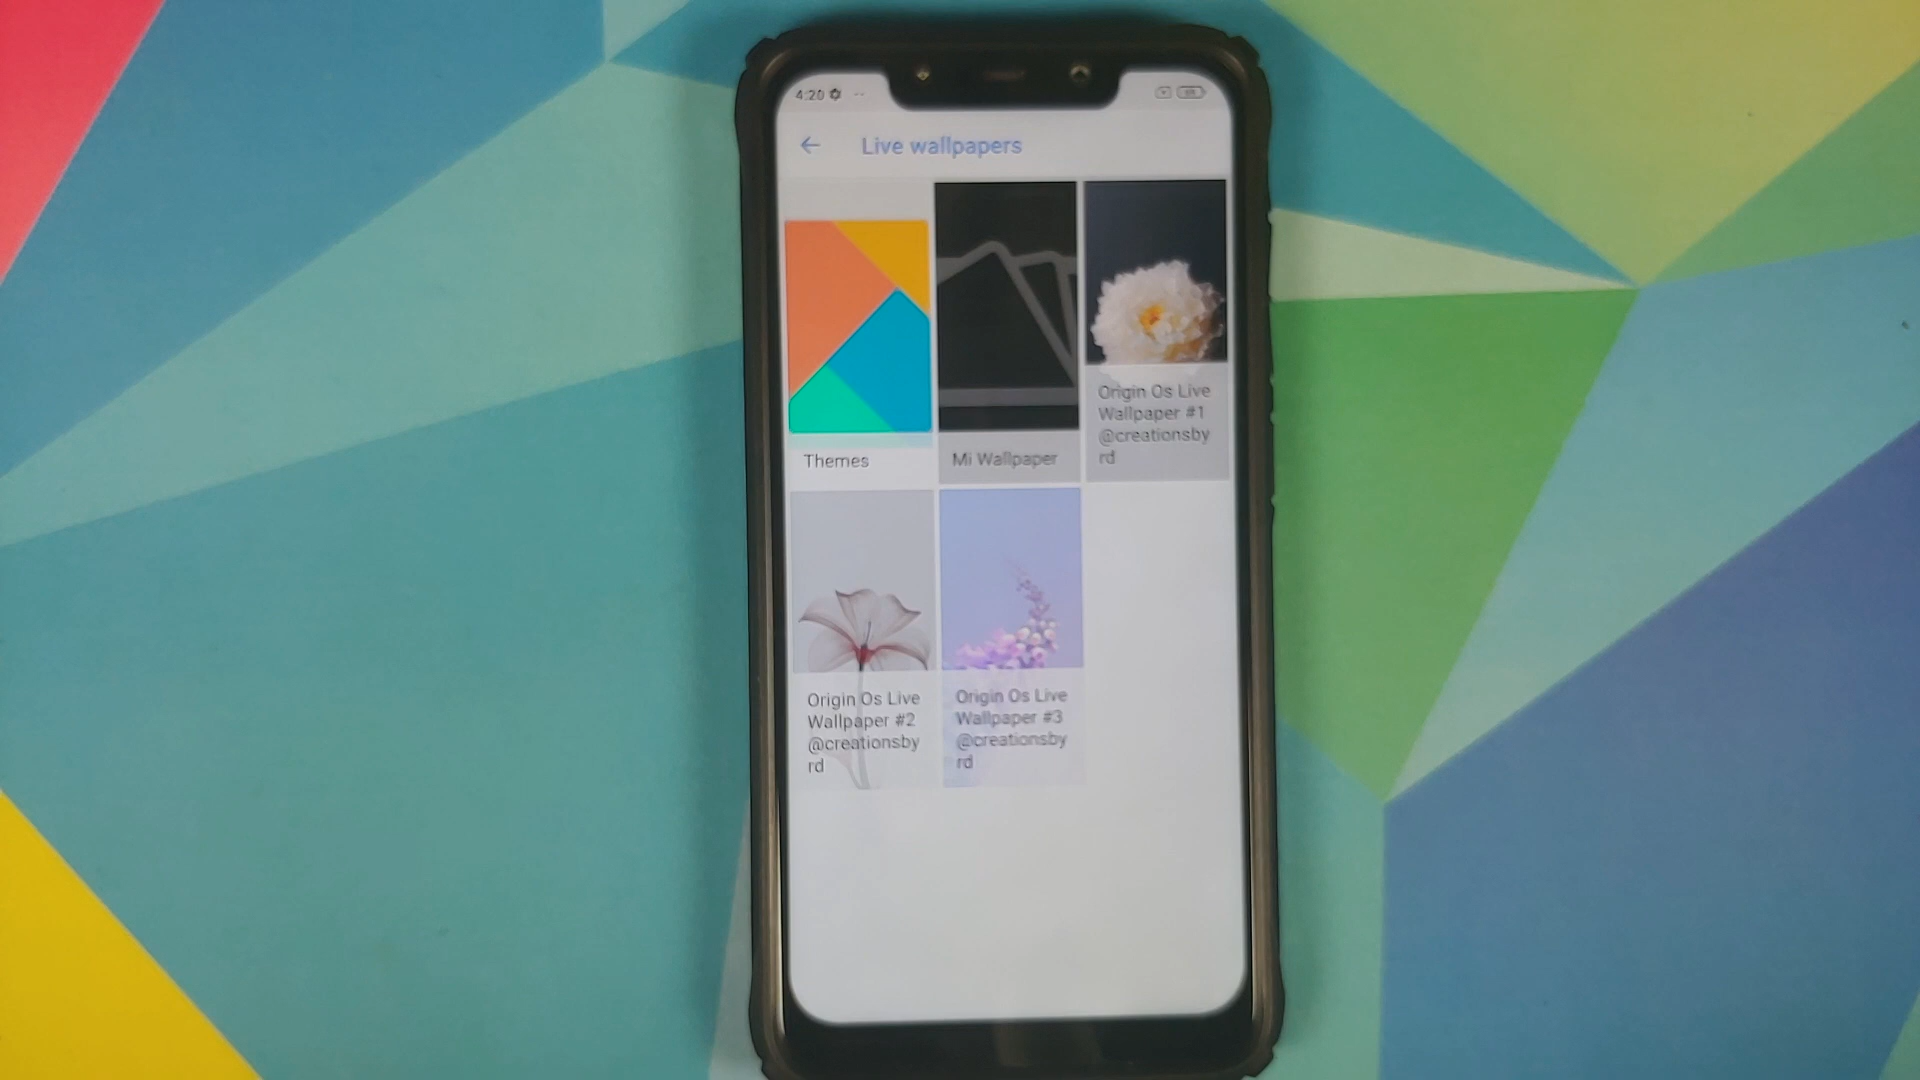 4:20
Live wallpapers
Themes
Mi Wallpaper
Origin Os Live
Wallpaper #1
@creationsby
rd
Origin Os Live
Wallpaper #2
@creationsby
rd
Origin Os Live
Wallpaper #3
@creationsby
rd